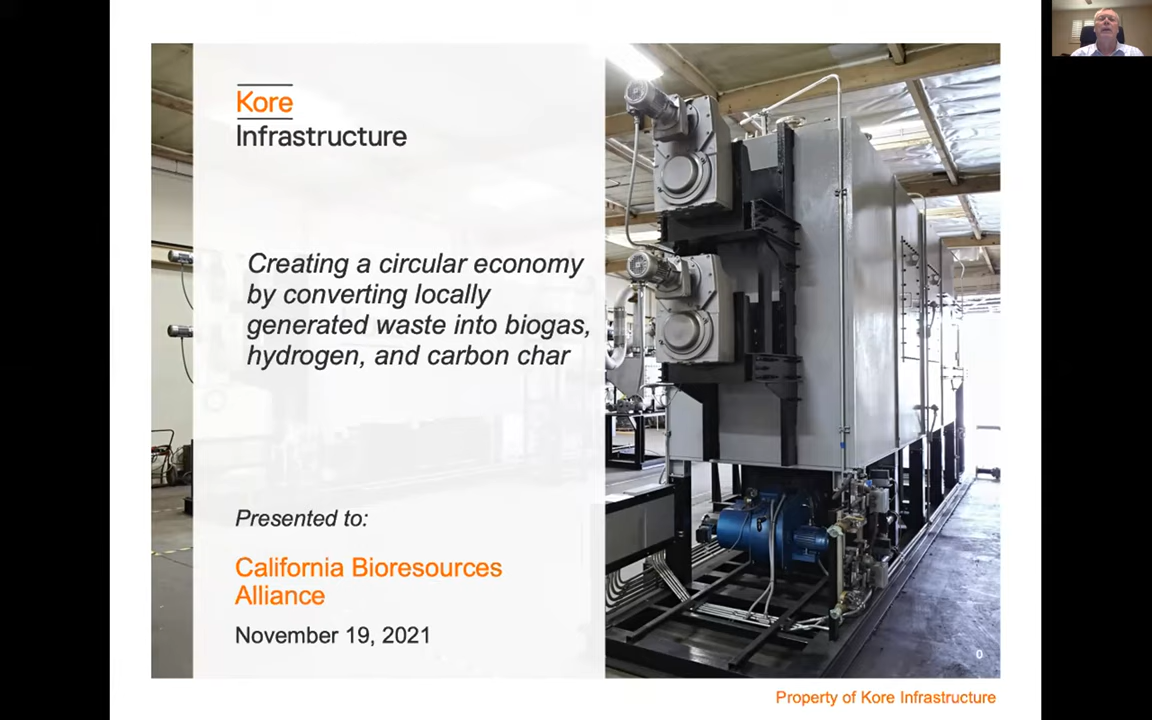 Kore
Infrastructure
Creating a circular economy
by converting locally
generated waste into biogas,
hydrogen, and carbon char
Presented to:
California Bioresources
Alliance
November 19, 2021
0
Property of Kore Infrastructure